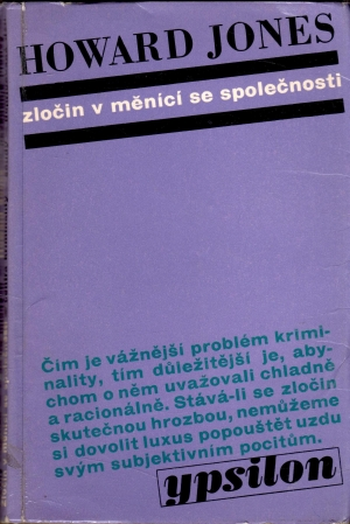 HOWARD JONES
zločin v měnící se společnosti
Čím je vážnější problém krimi-
nality, tím důležitější je, aby-
chom o něm uvažovali chladně
a racionálně. Stává-li se zločin
skutečnou hrozbou, nemůžeme
si dovolit luxus popouštět uzdu
svým subjektivním pocitům.
ypsilon